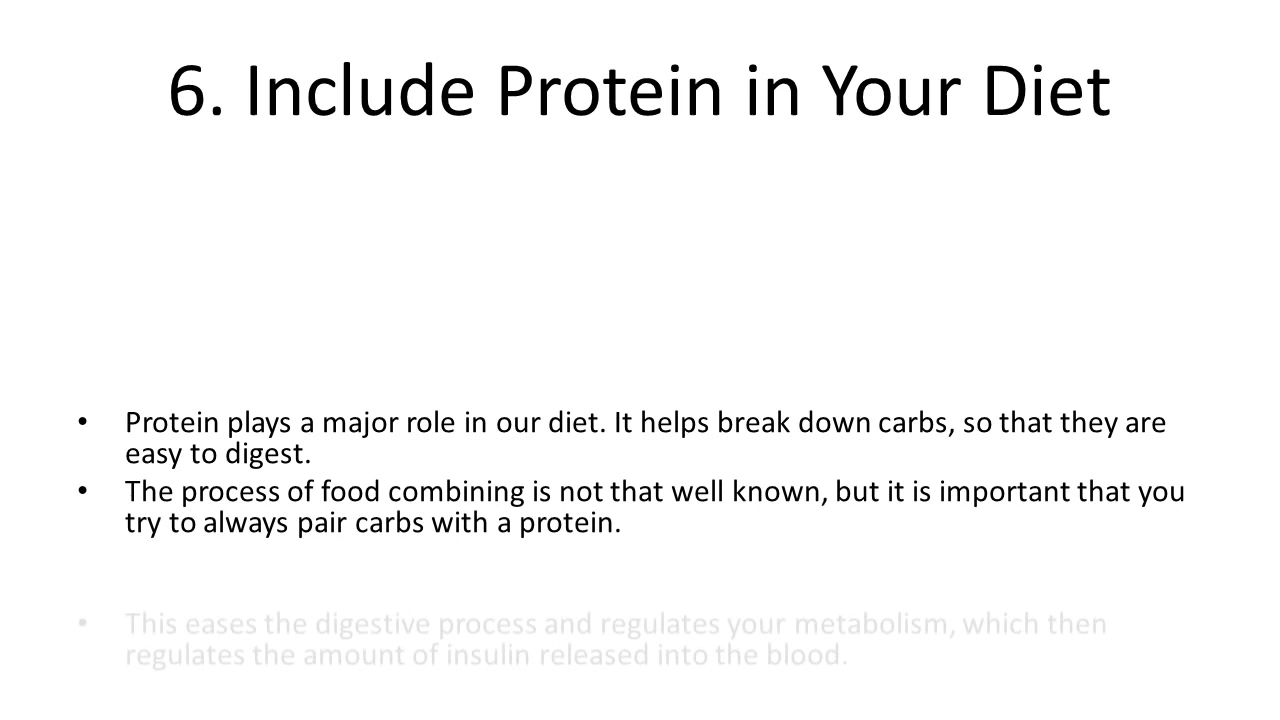 6. Include Protein in Your Diet
• Protein plays a major role in our diet. It helps break down carbs, so that they are
easy to digest.
• The process of food combining is not that well known, but it is important that you
try to always pair carbs with a protein.
• This eases the digestive process and regulates your metabolism, which then
regulates the amount of insulin released into the blood.